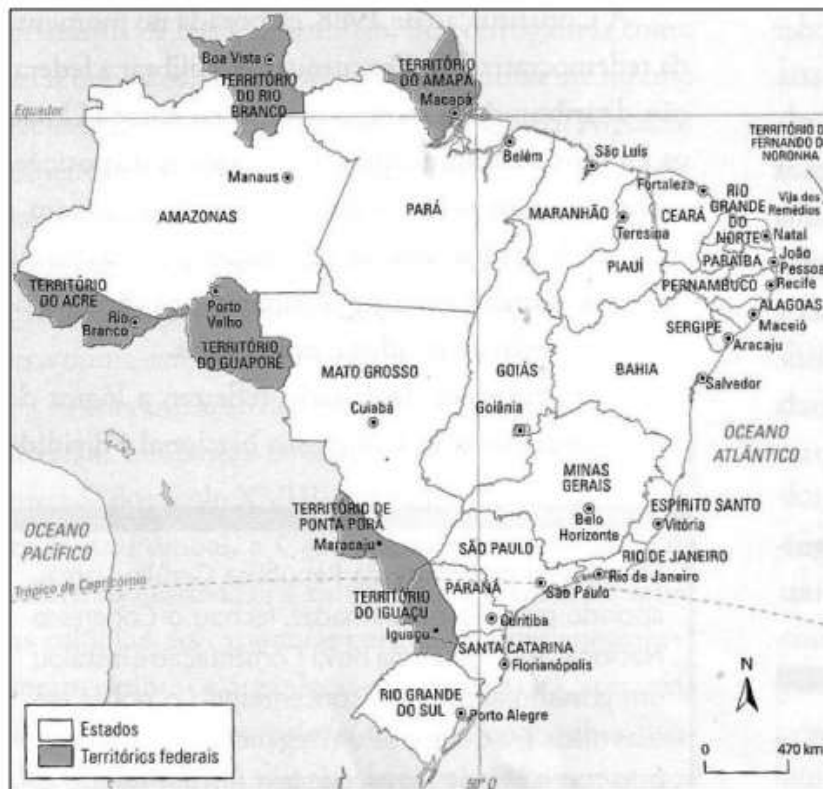 Boa Vista
TERRITÓRIO
DO RIO
BRANCO
TERRITÓRIO
DO AMAPÁ
Macapá
Equador
Belém
São Luís
TERRITÓRIO D
FERNANDO D
NORONHA
Manaus
Fortaleza
RIO
GRANDE
DO
NORTE
Vila dos
Remédios
AMAZONAS
PARÁ
MARANHÃO
CEARÁ
Teresina
Natal
PIAUÍ
PARAÍBA
João
Pessoa
PERNAMBUCO
Recife
TERRITÓRIO
DO ACRE
Rio
Branco
Porto
Velho
TERRITÓRIO
DO GUAPORÉ
ALAGOAS
Maceió
SERGIPE
Aracaju
MATO GROSSO
GOIÁS
BAHIA
Salvador
Cuiabá
Goiânia
OCEANO
ATLÂNTICO
MINAS
GERAIS
Belo
Horizonte
ESPÍRITO SANTO
Vitória
TERRITÓRIO DE
PONTA PORÃ
Maracaju
OCEANO
PACÍFICO
SÃO PAULO
RIO DE JANEIRO
Rio de Janeiro
Trópico de Capricórnio
PARANÁ
São Paulo
TERRITÓRIO
DO IGUAÇU
Iguaçu
Curitiba
SANTA CATARINA
Florianópolis
RIO GRANDE
DO SUL
Porto Alegre
N
Estados
Territórios federais
50° O
0 470 km